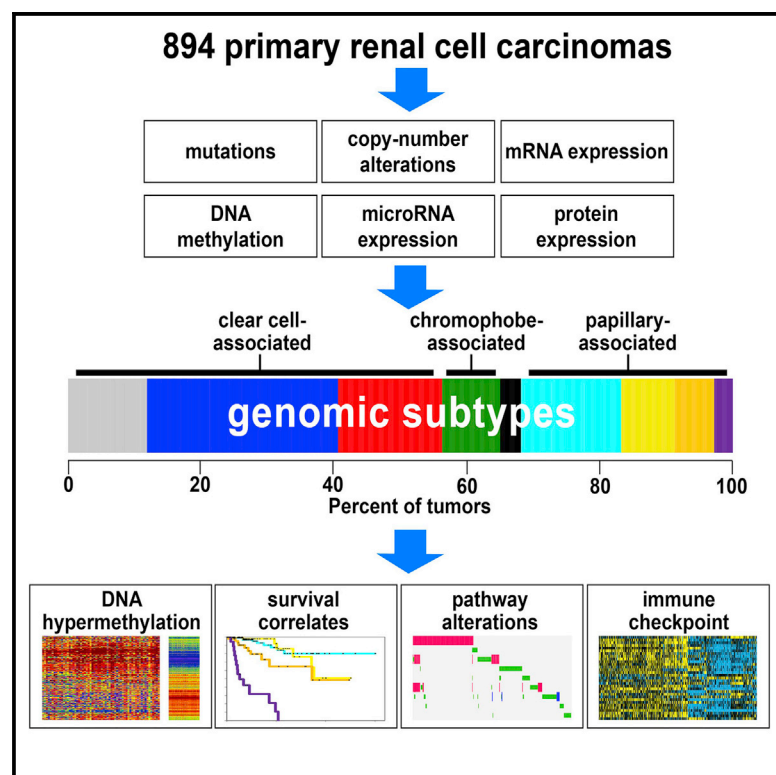 894 primary renal cell carcinomas
mutations
copy-number
alterations
mRNA expression
DNA
methylation
microRNA
expression
protein
expression
clear cell-
associated
chromophobe-
associated
papillary-
associated
genomic subtypes
0 20 40 60 80 100
Percent of tumors
DNA
hypermethylation
survival
correlates
pathway
alterations
immune
checkpoint